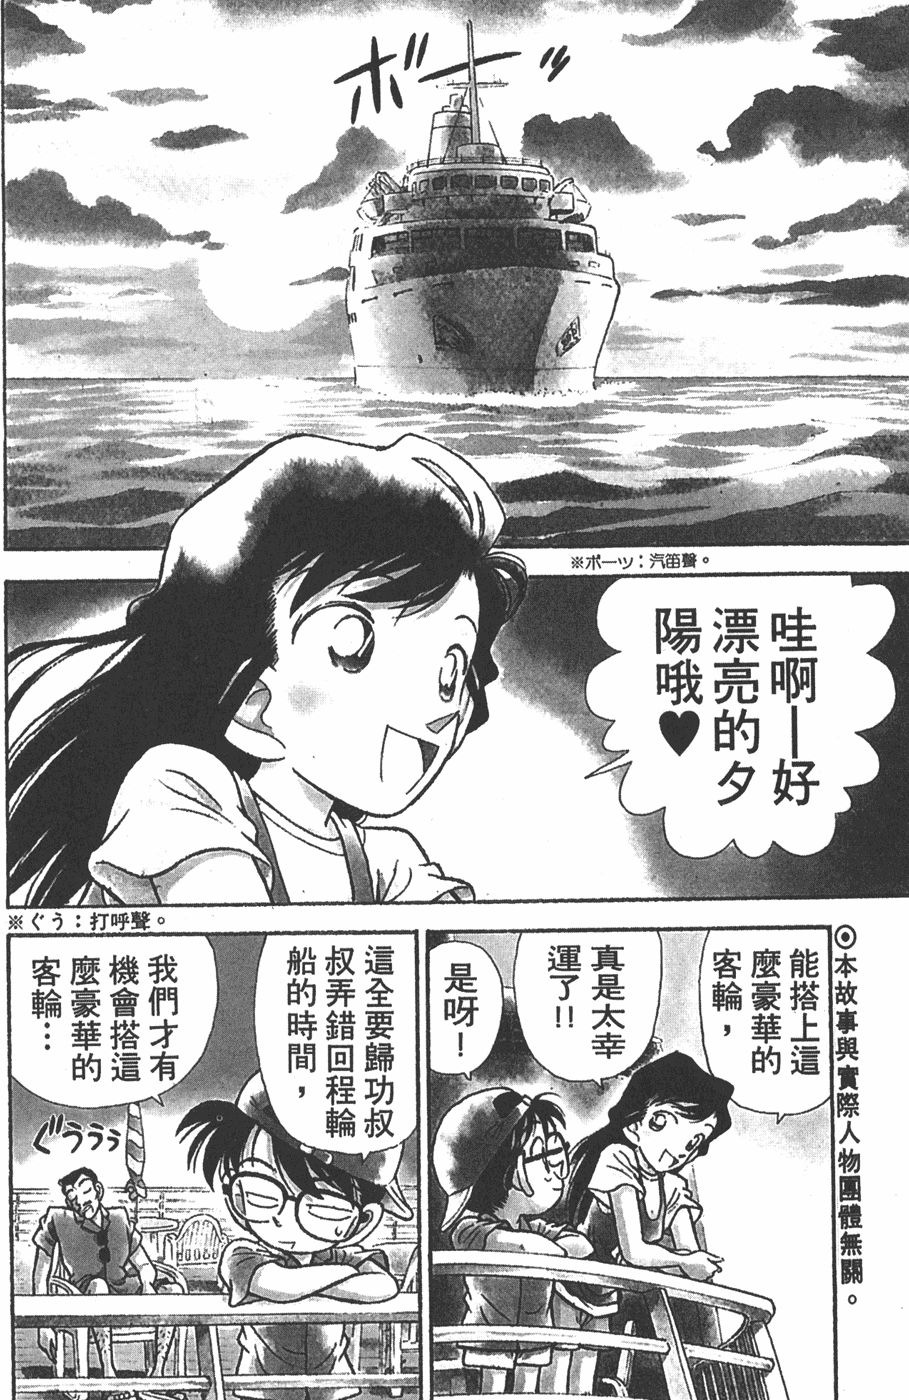 ボーッ
※ボーッ：汽笛聲。
哇啊ー好
漂亮的夕
陽哦♥
◉本故事與實際人物團體無關。
能搭上這
麼豪華的
客輪，
真是太幸
運了!!
是呀！
這全要歸功叔
叔弄錯回程輪
船的時間，
我們才有
機會搭這
麼豪華的
客輪…
ぐぅぅぅ
※ぐう：打呼聲。